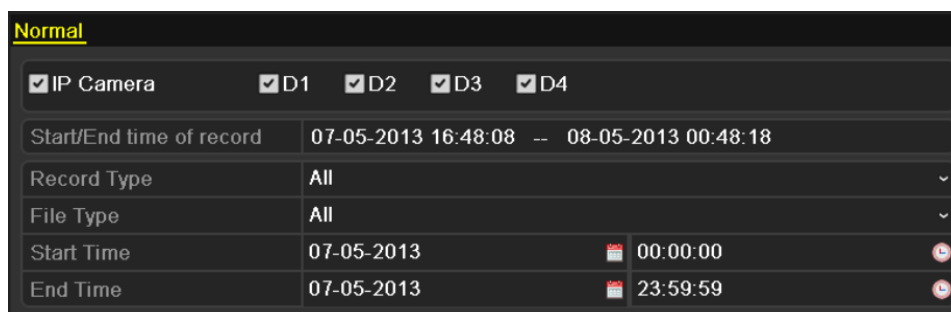 Normal
IP Camera D1 D2 D3 D4
Start/End time of record 07-05-2013 16:48:08 -- 08-05-2013 00:48:18
Record Type All
File Type All
Start Time 07-05-2013 00:00:00
End Time 07-05-2013 23:59:59